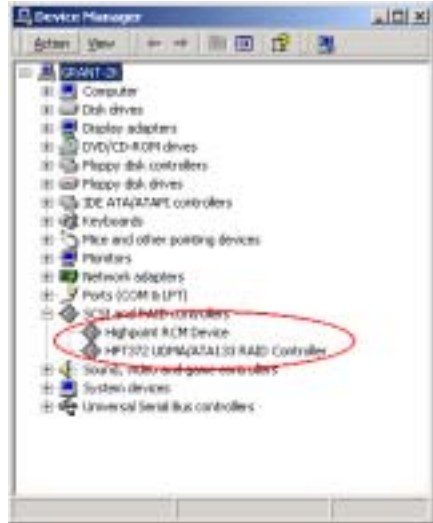 Device Manager
Action View
GRANT-2K
Computer
Disk drives
Display adapters
DVD/CD-ROM drives
Floppy disk controllers
Floppy disk drives
IDE ATA/ATAPI controllers
Keyboards
Mice and other pointing devices
Monitors
Network adapters
Ports (COM & LPT)
SCSI and RAID controllers
Highpoint RCM Device
HPT372 UDMA/ATA133 RAID Controller
Sound, video and game controllers
System devices
Universal Serial Bus controllers